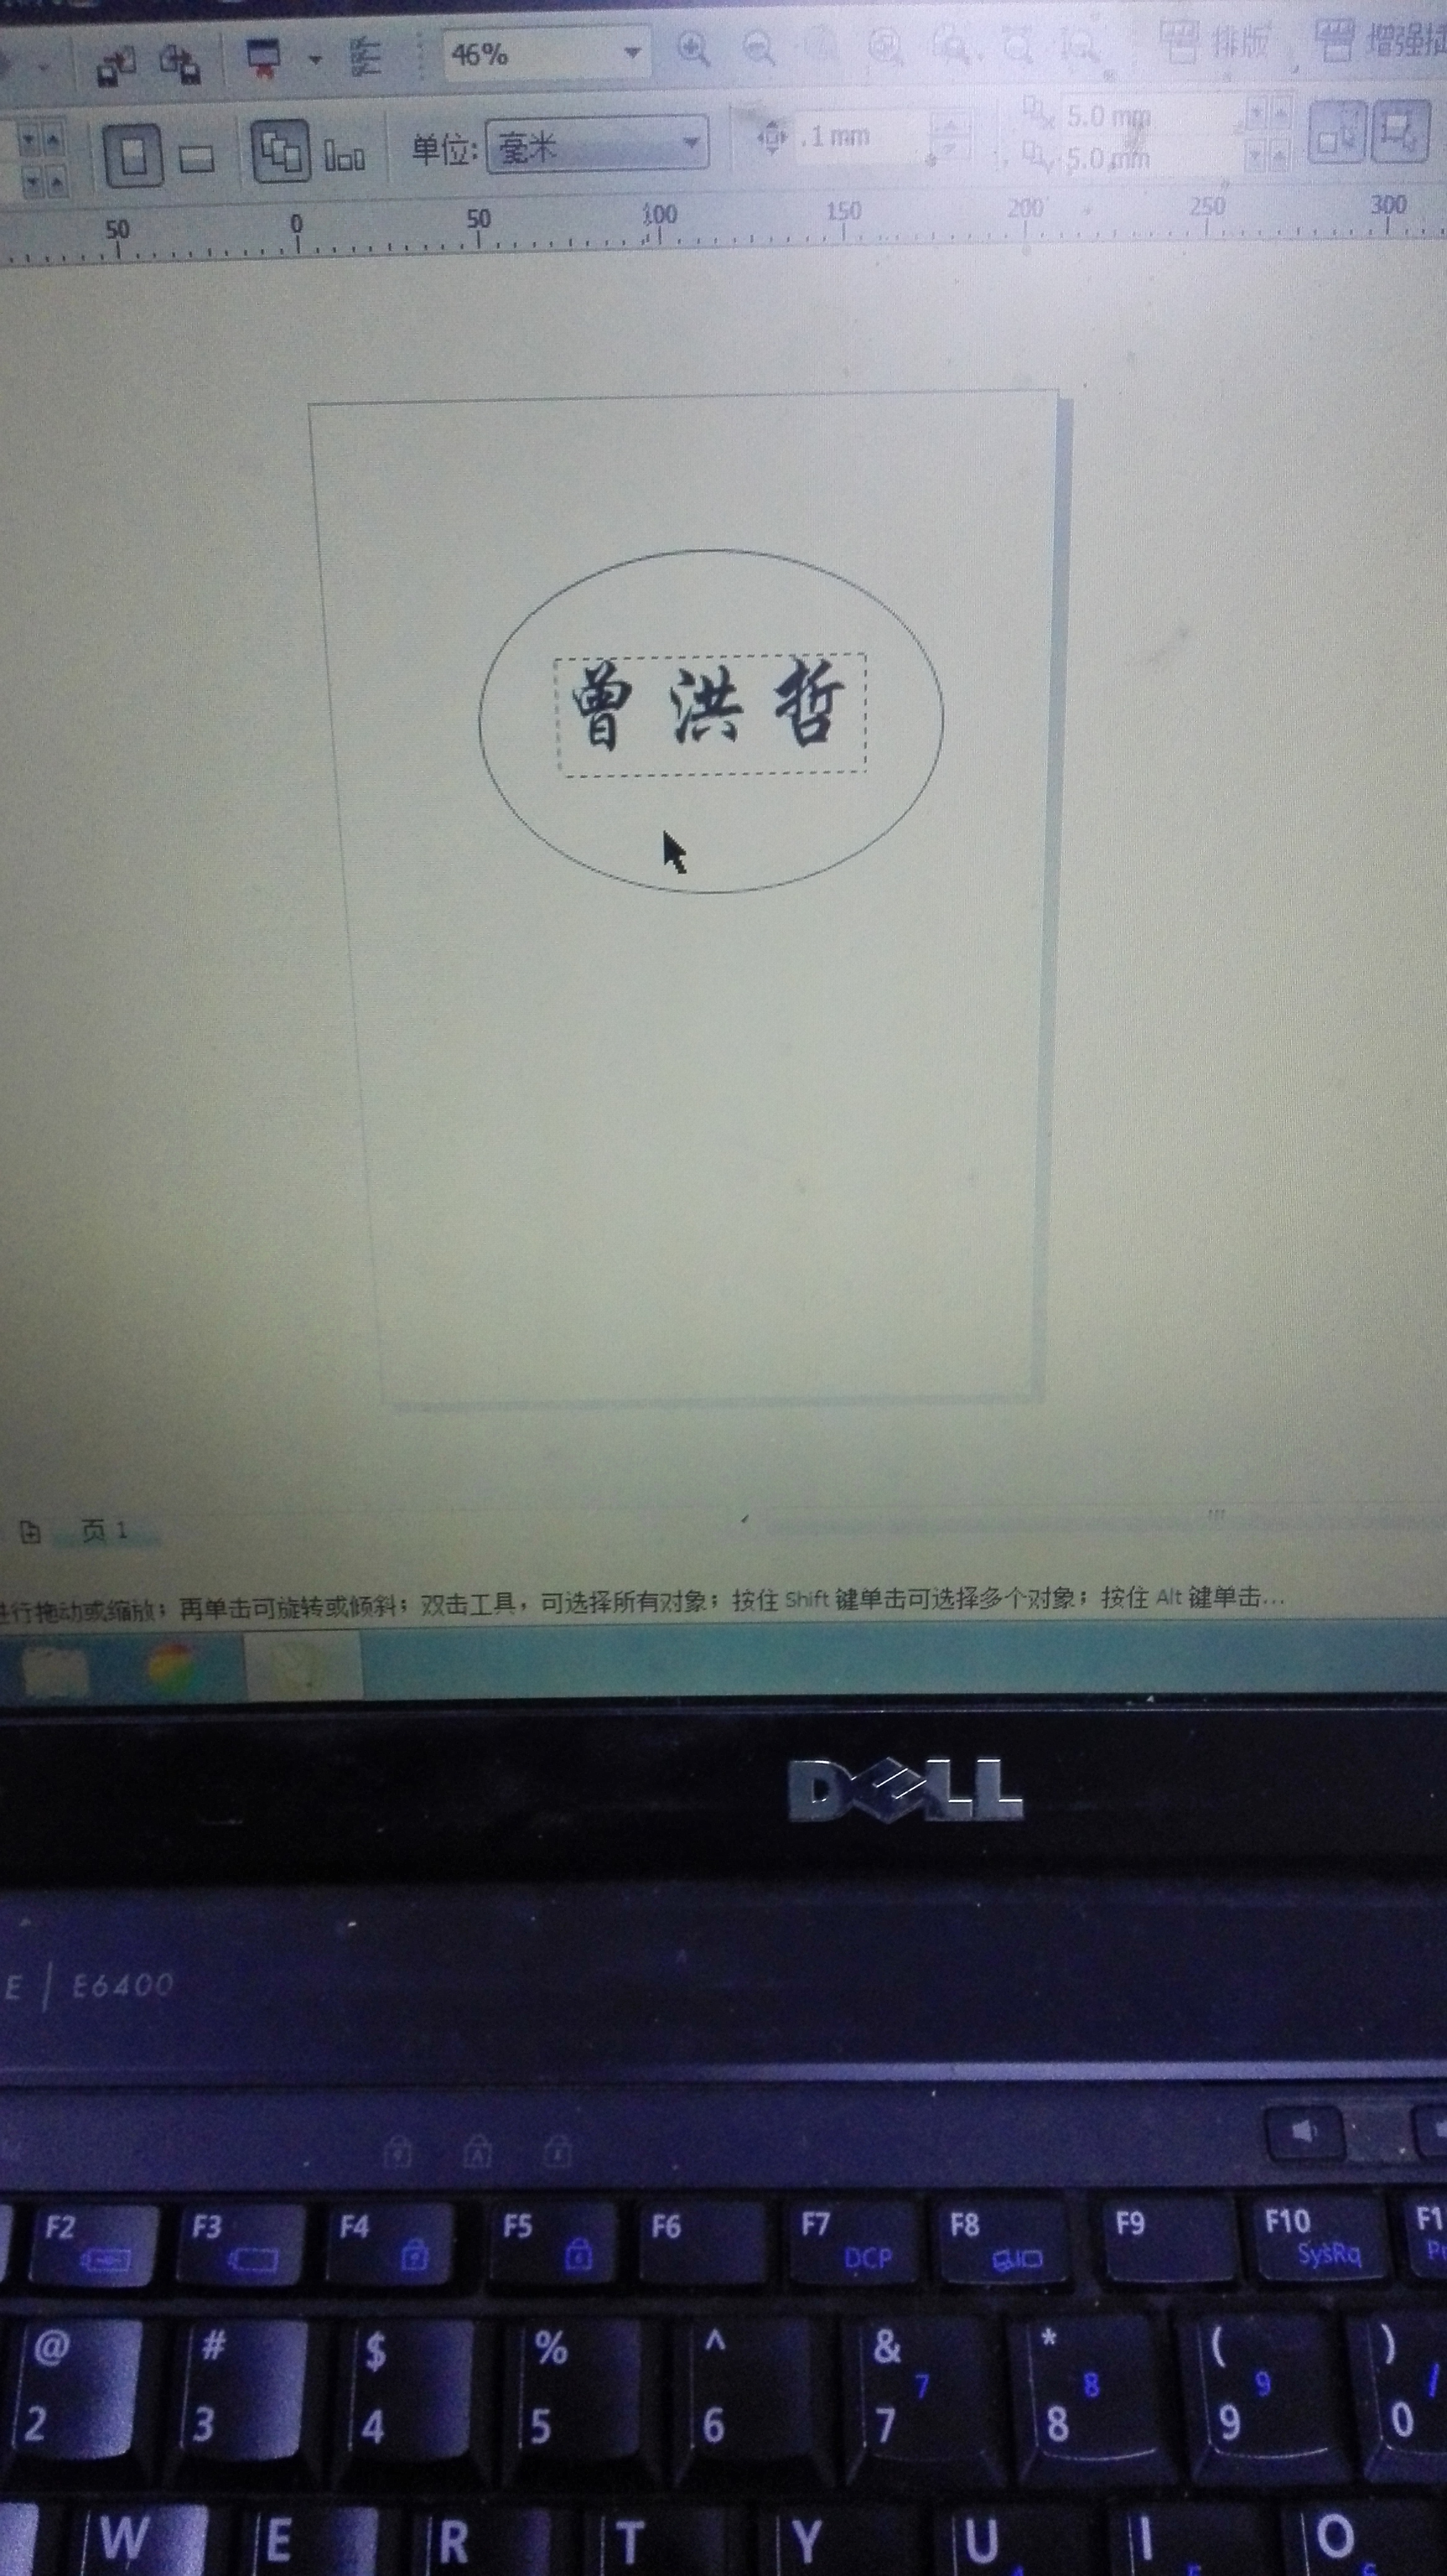 46%
排版
增强插
单位: 毫米
.1 mm
5.0 mm
5.0 mm
50 0 50 100 150 200 250 300
曾洪哲
页 1
进行拖动或缩放；再单击可旋转或倾斜；双击工具，可选择所有对象；按住 Shift 键单击可选择多个对象；按住 Alt 键单击...
DELL
E | E6400
F2 F3 F4 F5 F6 F7 F8 F9 F10 F1
DCP SysRq
@ # $ % ^ & * ( )
7 8 9 /
2 3 4 5 6 7 8 9 0
W E R T Y U I O